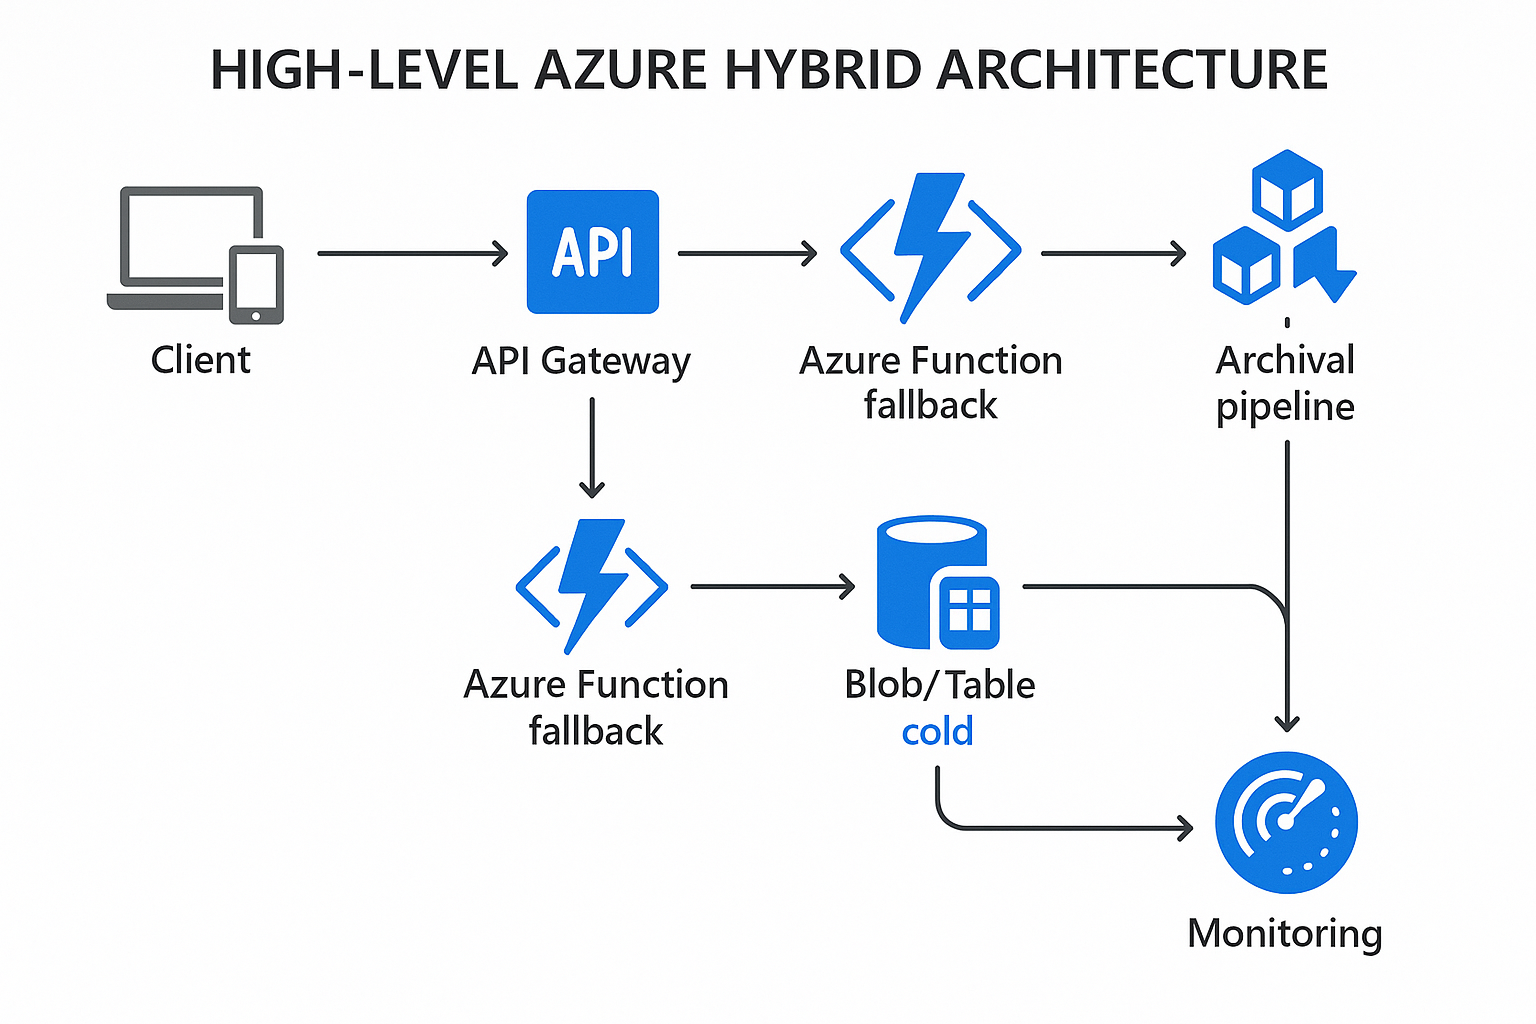 HIGH-LEVEL AZURE HYBRID ARCHITECTURE
API
Client
API Gateway
Azure Function
fallback
Archival
pipeline
Azure Function
fallback
Blob/Table
cold
Monitoring